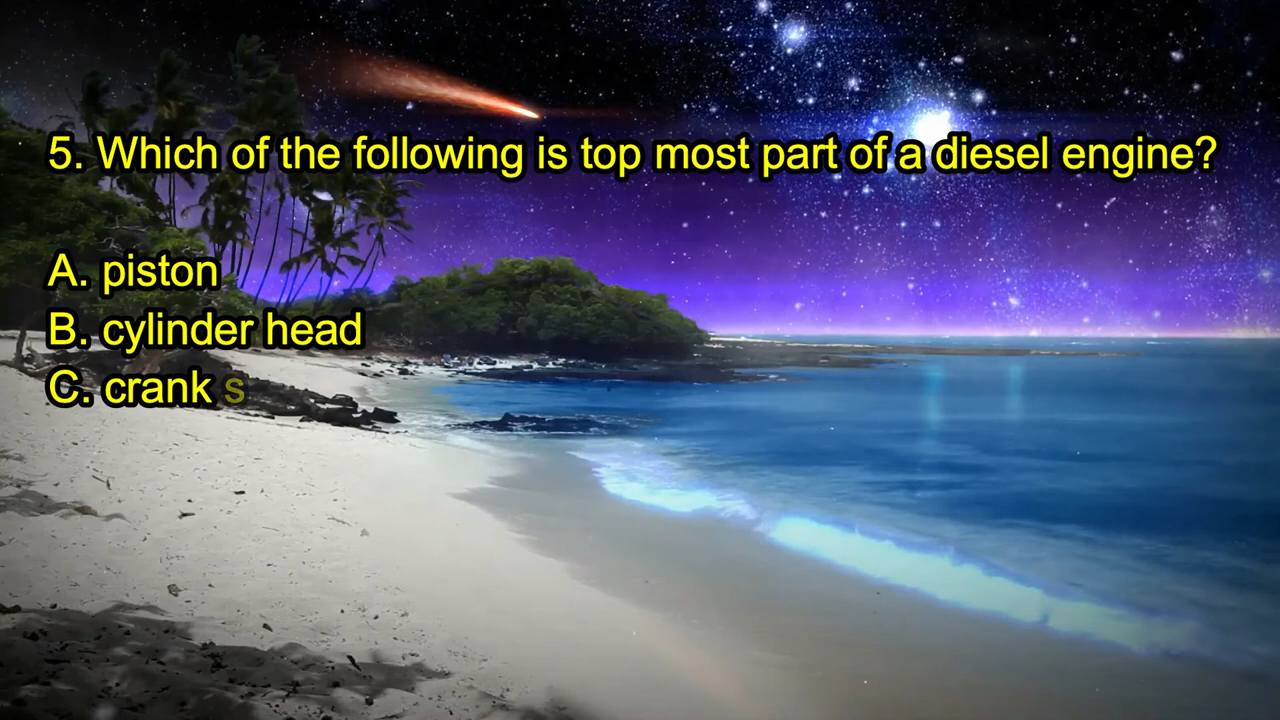 5. Which of the following is top most part of a diesel engine?
A. piston
B. cylinder head
C. crank s